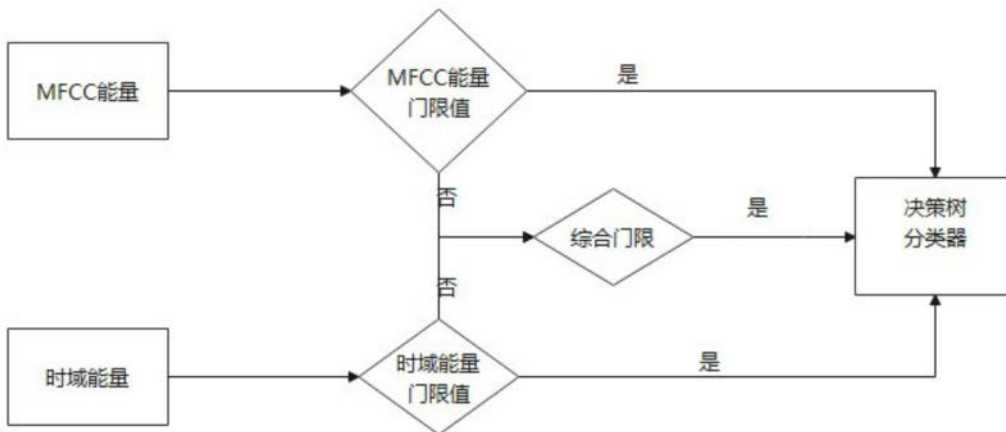 MFCC能量
MFCC能量
门限值
是
否
综合门限
是
决策树
分类器
否
时域能量
时域能量
门限值
是